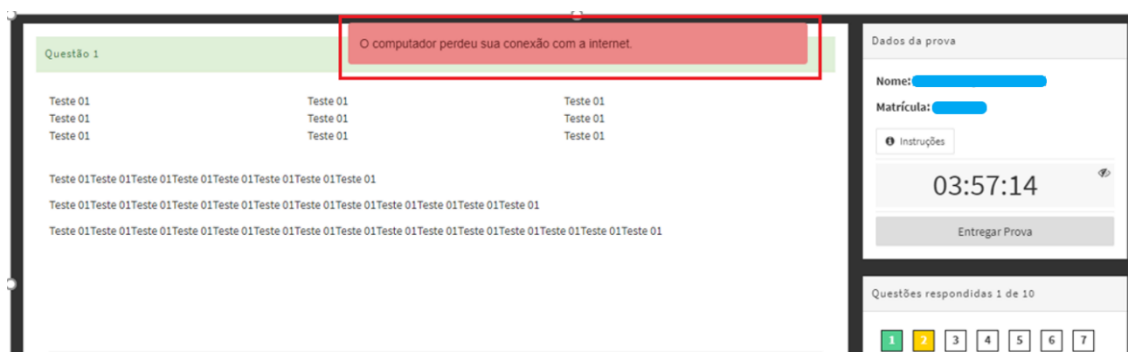 O computador perdeu sua conexão com a internet.
Questão 1
Teste 01 Teste 01 Teste 01
Teste 01 Teste 01 Teste 01
Teste 01 Teste 01 Teste 01
Teste 01Teste 01Teste 01Teste 01Teste 01Teste 01Teste 01Teste 01
Teste 01Teste 01Teste 01Teste 01Teste 01Teste 01Teste 01Teste 01Teste 01Teste 01Teste 01Teste 01
Teste 01Teste 01Teste 01Teste 01Teste 01Teste 01Teste 01Teste 01Teste 01Teste 01Teste 01Teste 01Teste 01Teste 01Teste 01
Dados da prova
Nome:
Matrícula:
Instruções
03:57:14
Entregar Prova
Questões respondidas 1 de 10
1 2 3 4 5 6 7